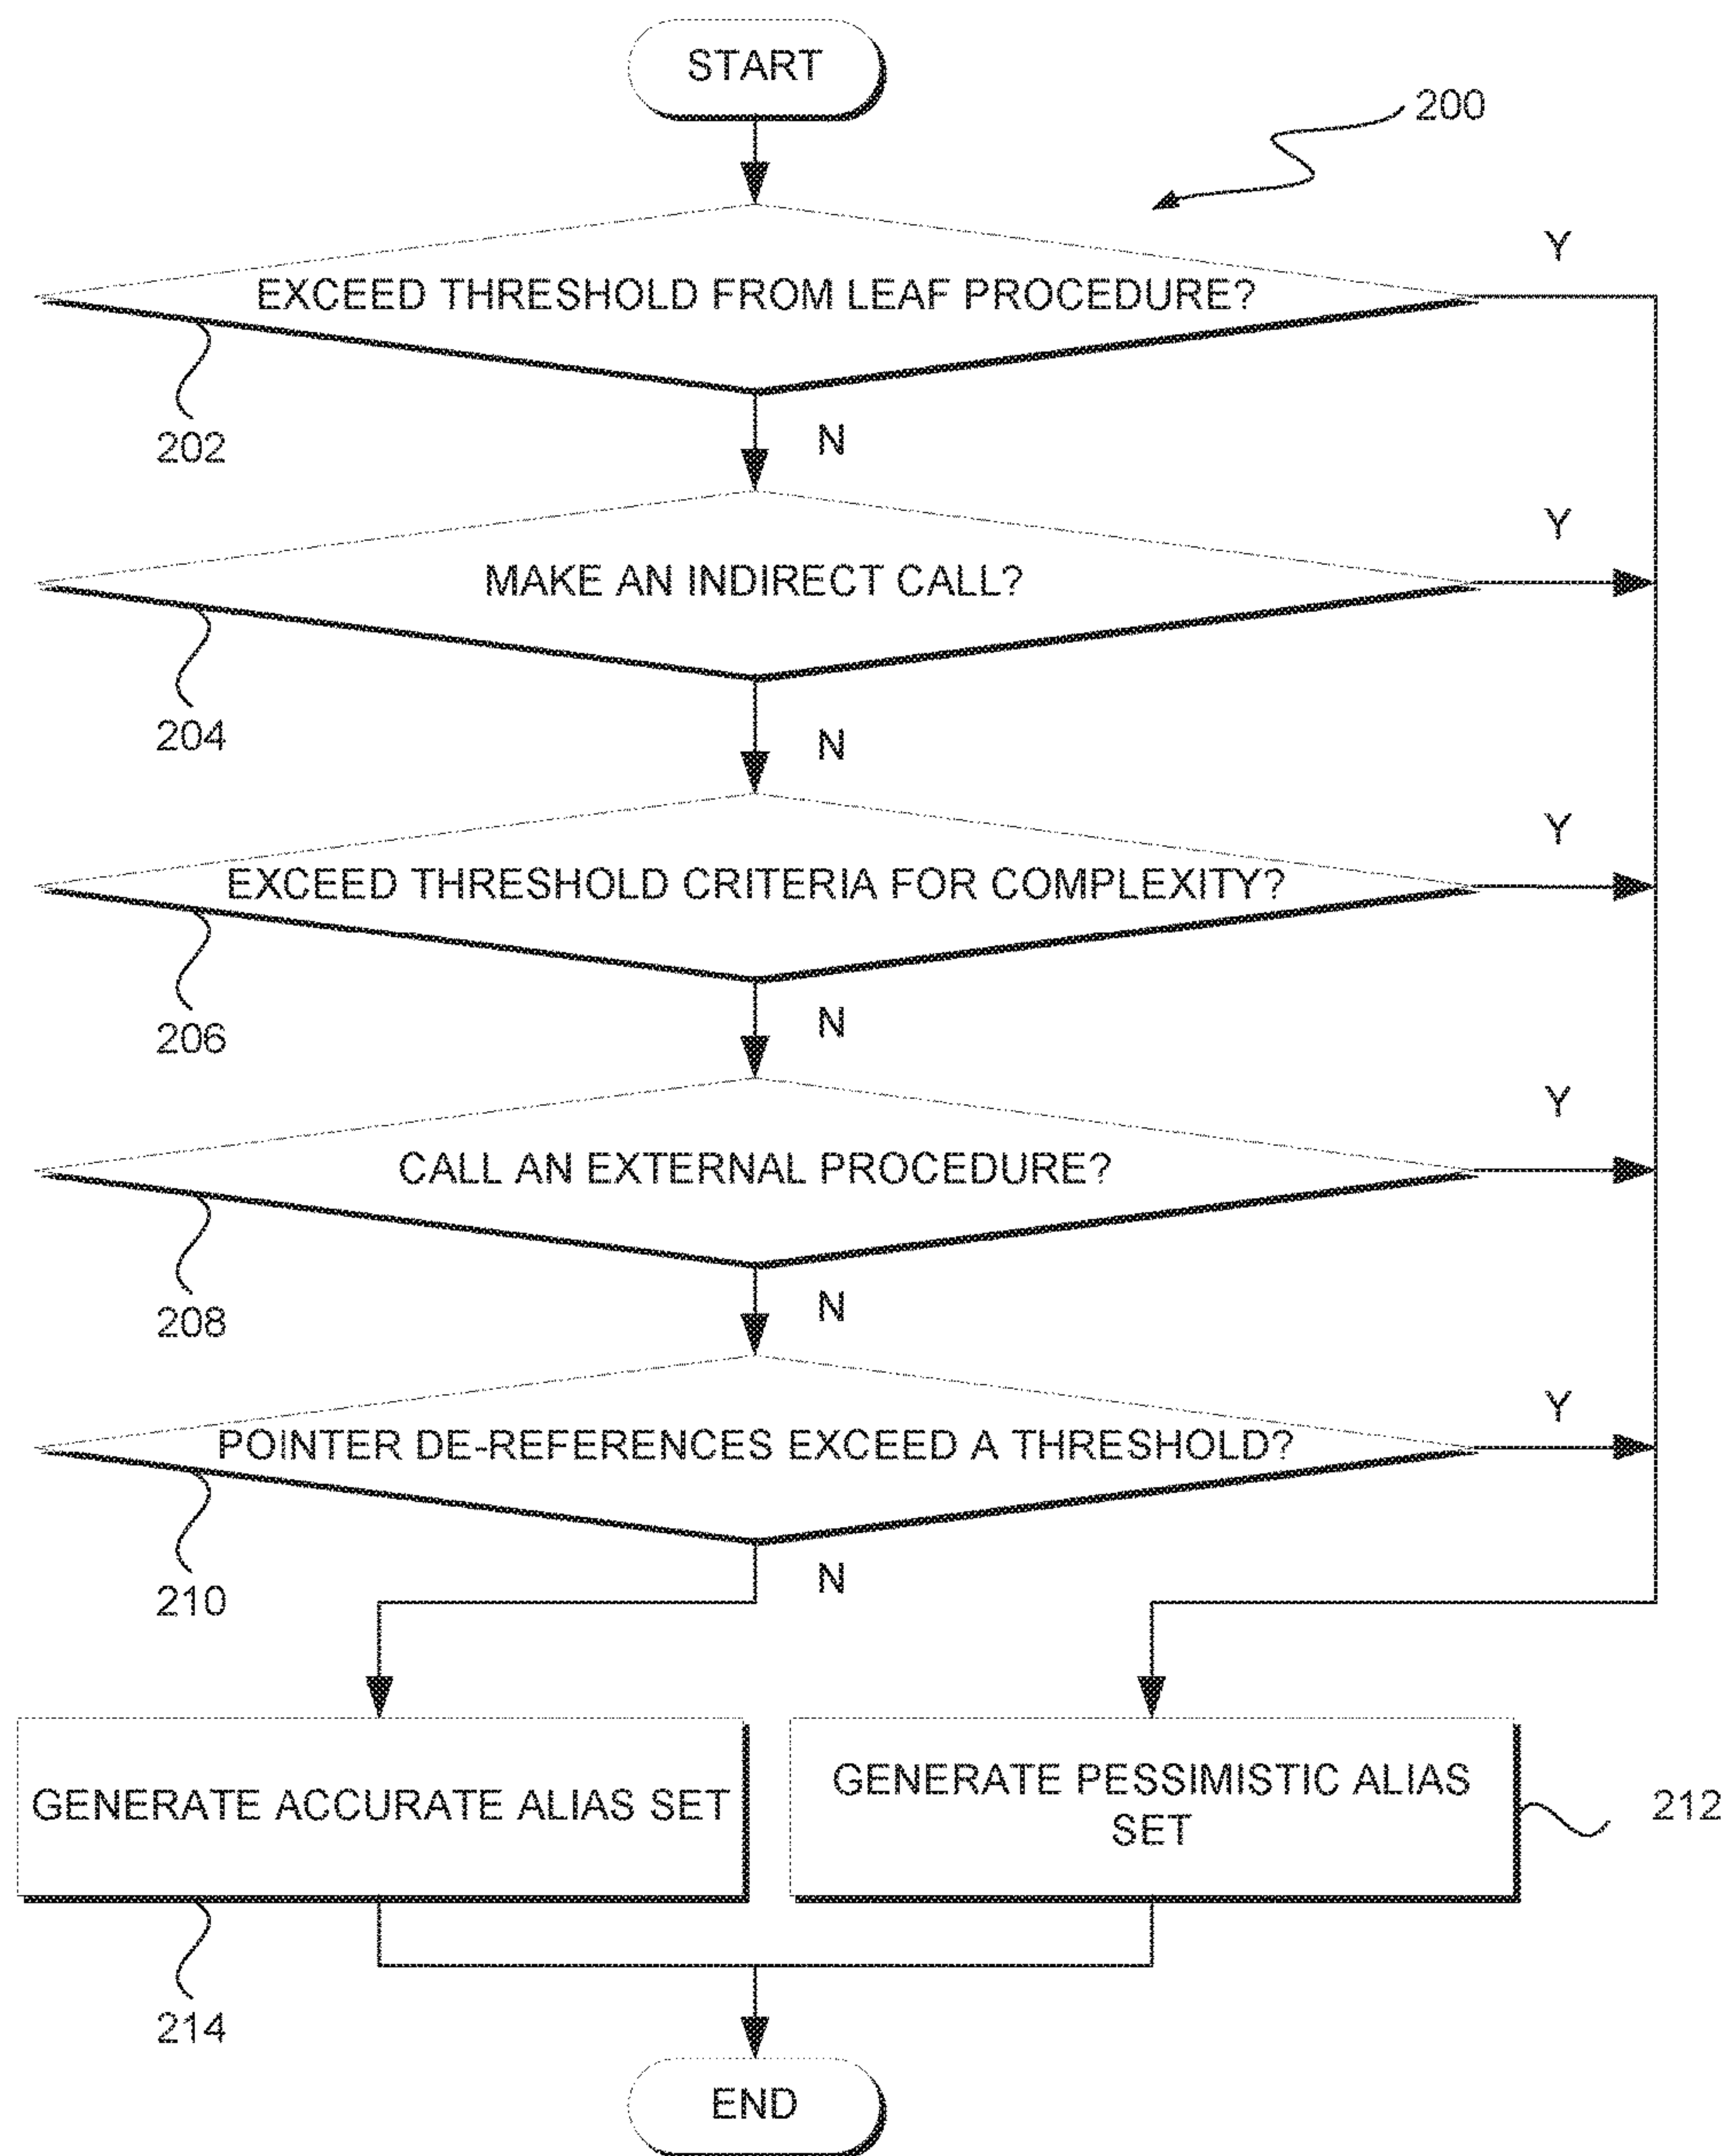 START
200
Y
EXCEED THRESHOLD FROM LEAF PROCEDURE?
202
N
Y
MAKE AN INDIRECT CALL?
204
N
Y
EXCEED THRESHOLD CRITERIA FOR COMPLEXITY?
206
N
Y
CALL AN EXTERNAL PROCEDURE?
208
N
Y
POINTER DE-REFERENCES EXCEED A THRESHOLD?
210
N
GENERATE ACCURATE ALIAS SET
GENERATE PESSIMISTIC ALIAS
SET
212
214
END